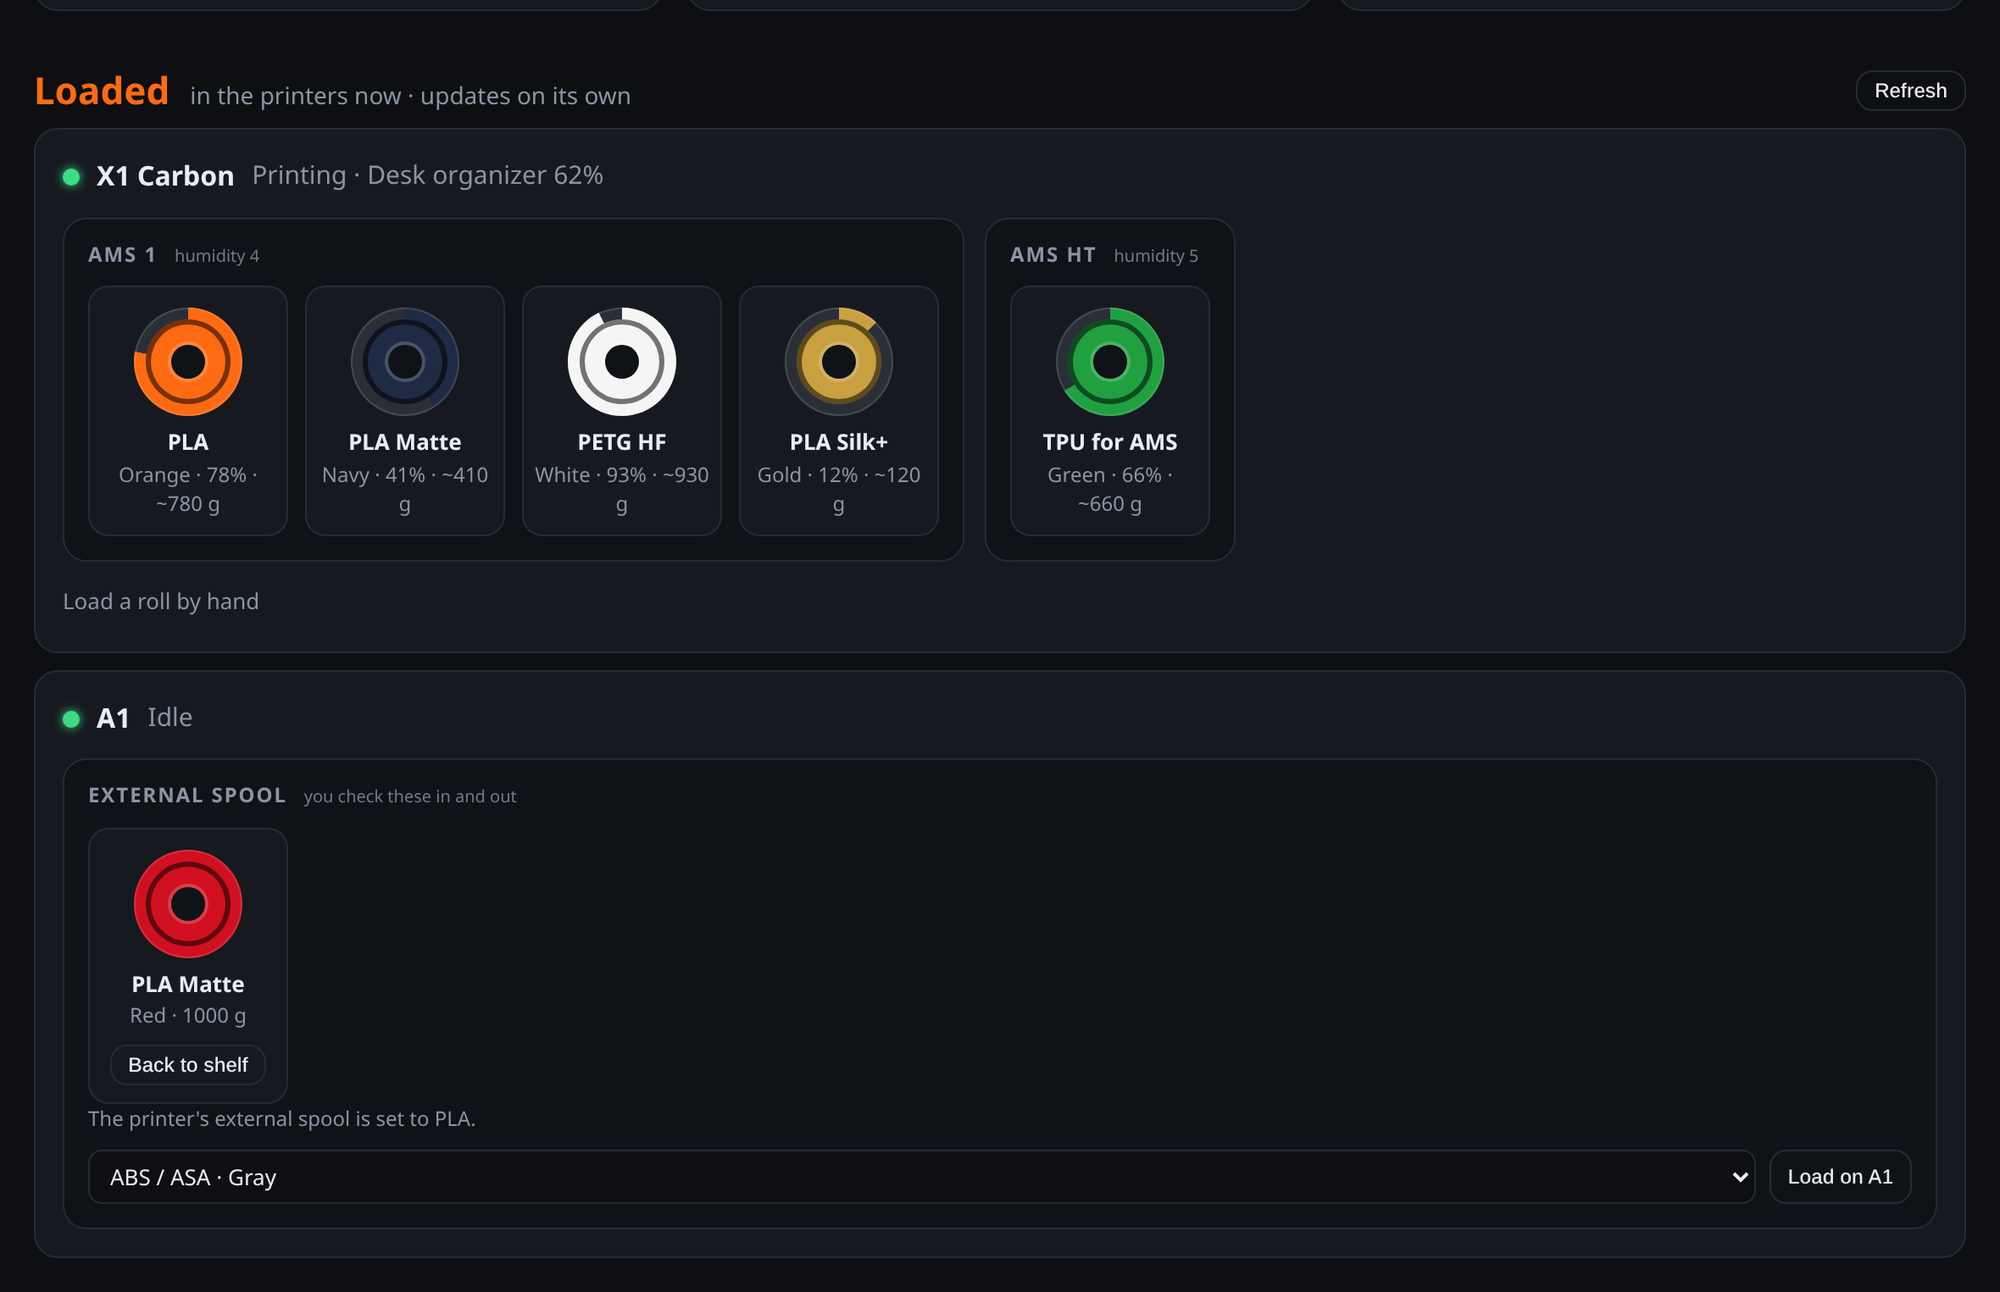 Loaded in the printers now · updates on its own
Refresh
X1 Carbon Printing · Desk organizer 62%
AMS 1 humidity 4
PLA
Orange · 78% ·
~780 g
PLA Matte
Navy · 41% · ~410
g
PETG HF
White · 93% · ~930
g
PLA Silk+
Gold · 12% · ~120
g
AMS HT humidity 5
TPU for AMS
Green · 66% ·
~660 g
Load a roll by hand
A1 Idle
EXTERNAL SPOOL you check these in and out
PLA Matte
Red · 1000 g
Back to shelf
The printer's external spool is set to PLA.
ABS / ASA · Gray
Load on A1